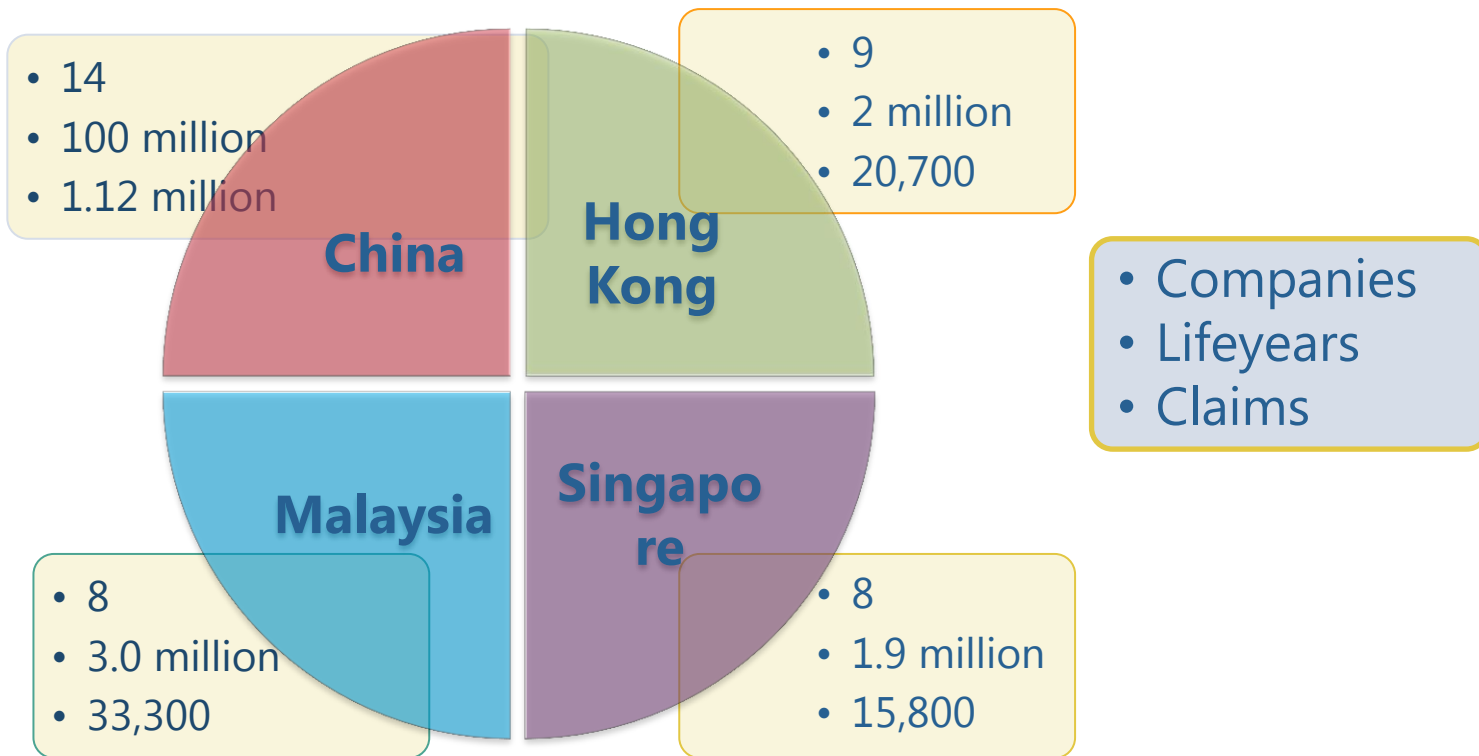 • 14
• 100 million
• 1.12 million
China
• 9
• 2 million
• 20,700
Hong
Kong
• Companies
• Lifeyears
• Claims
Malaysia
• 8
• 3.0 million
• 33,300
Singapo
re
• 8
• 1.9 million
• 15,800